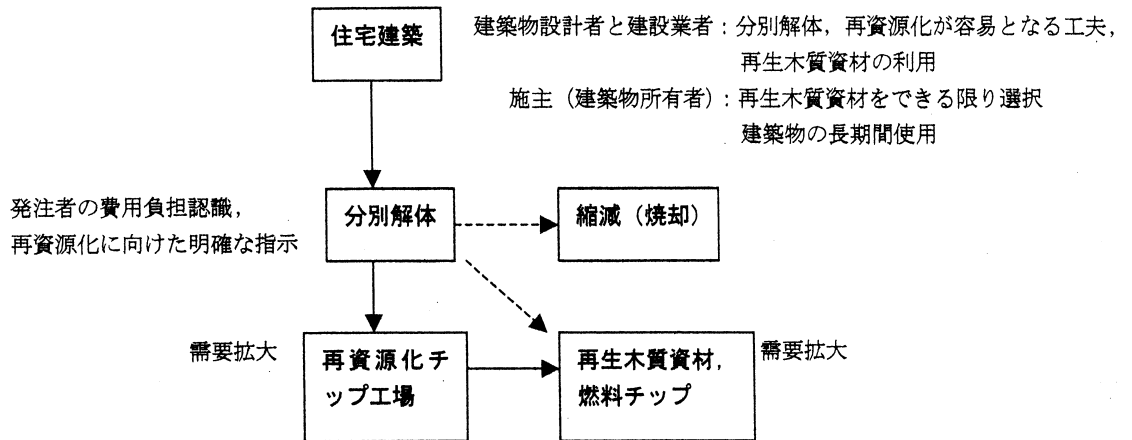 住宅建築
建築物設計者と建設業者：分別解体，再資源化が容易となる工夫，
再生木質資材の利用
施主（建築物所有者）：再生木質資材をできる限り選択
建築物の長期間使用
発注者の費用負担認識，
再資源化に向けた明確な指示
分別解体
縮減（焼却）
需要拡大
再資源化チ
ップ工場
再生木質資材，
燃料チップ
需要拡大